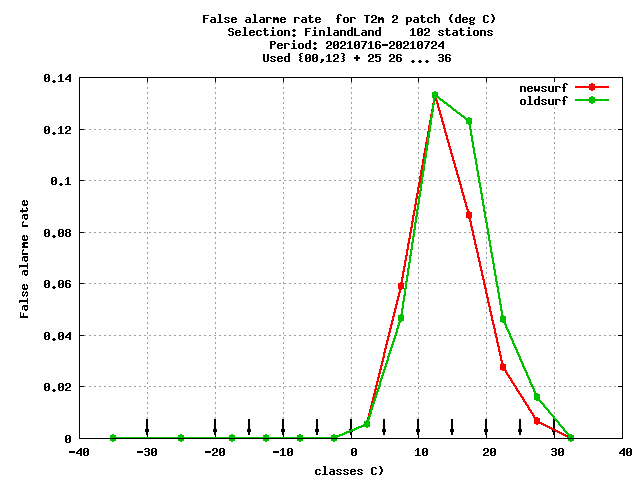 False alarme rate  for T2m 2 patch (deg C)
Selection: FinlandLand    102 stations
Period: 20210716-20210724
Used {00,12} + 25 26 ... 36
newsurf
oldsurf
0.14
0.12
0.1
0.08
0.06
0.04
0.02
0
False alarme rate
-40 -30 -20 -10 0 10 20 30 40
classes C)